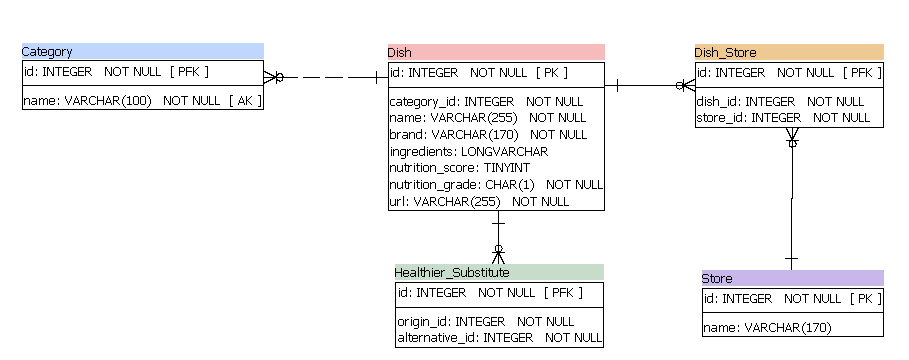 Category
id: INTEGER NOT NULL [ PFK ]
name: VARCHAR(100) NOT NULL [ AK ]
Dish
id: INTEGER NOT NULL [ PK ]
category_id: INTEGER NOT NULL
name: VARCHAR(255) NOT NULL
brand: VARCHAR(170) NOT NULL
ingredients: LONGVARCHAR
nutrition_score: TINYINT
nutrition_grade: CHAR(1) NOT NULL
url: VARCHAR(255) NOT NULL
Dish_Store
id: INTEGER NOT NULL [ PFK ]
dish_id: INTEGER NOT NULL
store_id: INTEGER NOT NULL
Healthier_Substitute
id: INTEGER NOT NULL [ PFK ]
origin_id: INTEGER NOT NULL
alternative_id: INTEGER NOT NULL
Store
id: INTEGER NOT NULL [ PK ]
name: VARCHAR(170)